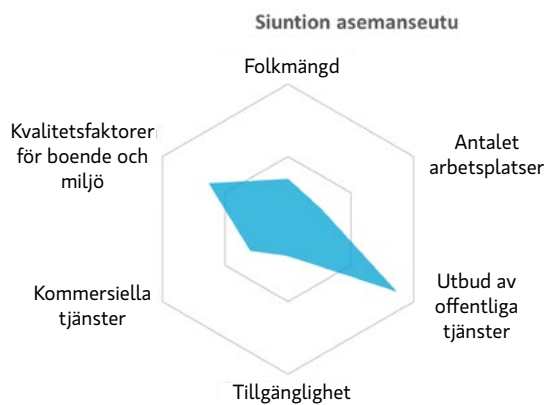 Siuntion asemanseutu
Folkmängd
Kvalitetsfaktorer
för boende och
miljö
Antalet
arbetsplatser
Kommersiella
tjänster
Utbud av
offentliga
tjänster
Tillgänglighet